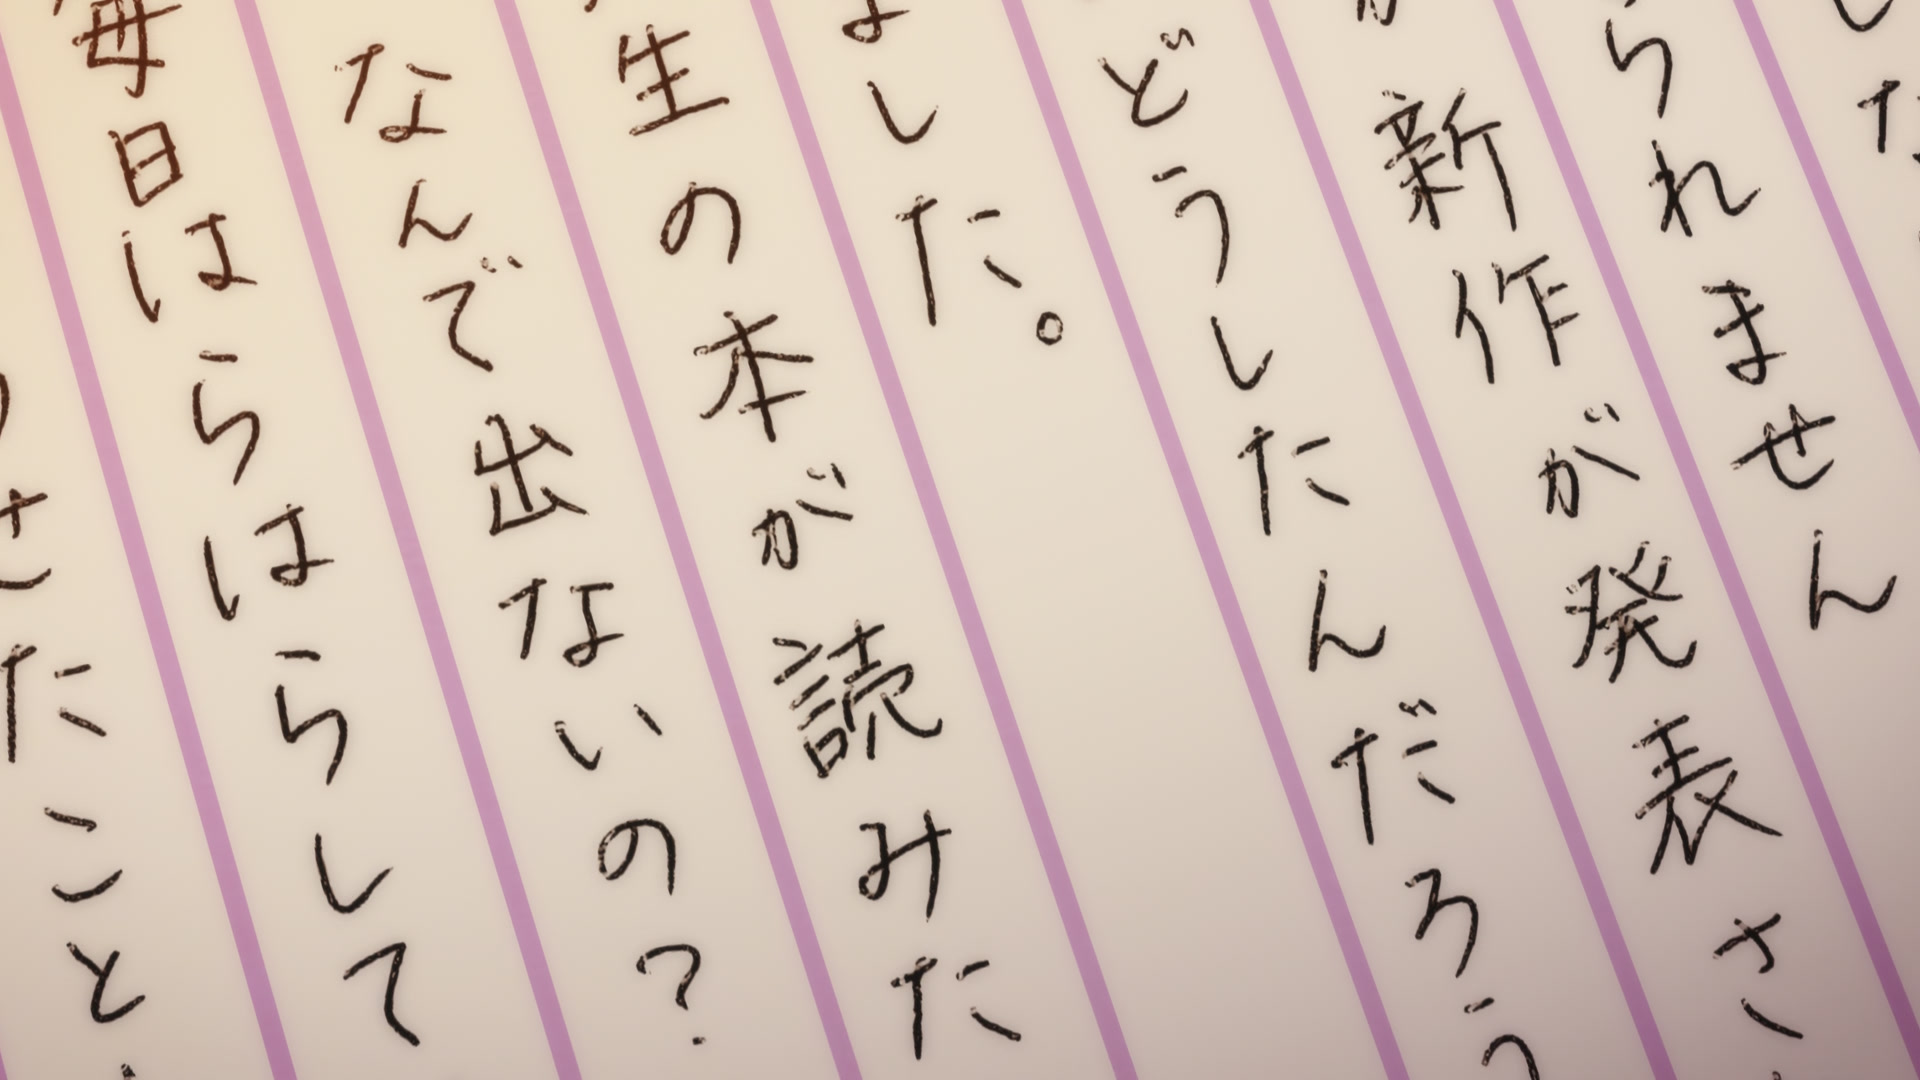 した
られません
が新作が発表さ
どうしたんだろう
ました。
生の本が読みた
なんで出ないの?
毎日はらはらして
せたこと